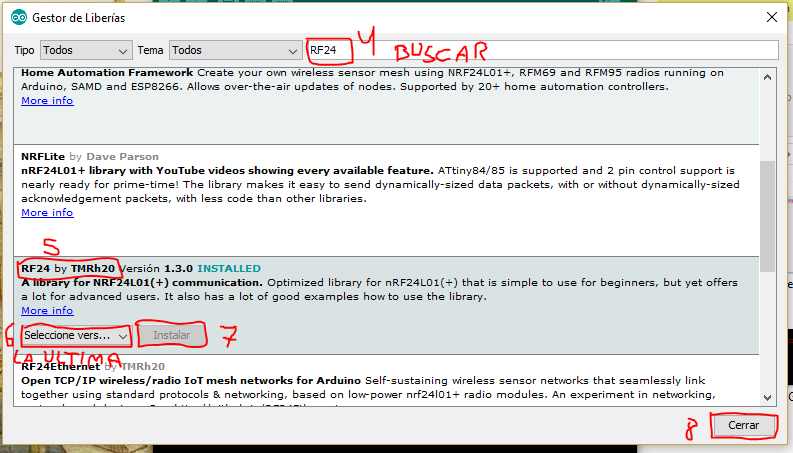 Gestor de Liberías
Tipo Todos Tema Todos RF24 4 BUSCAR
Home Automation Framework Create your own wireless sensor mesh using NRF24L01+, RFM69 and RFM95 radios running on
Arduino, SAMD and ESP8266. Allows over-the-air updates of nodes. Supported by 20+ home automation controllers.
More info
NRFLite by Dave Parson
nRF24L01+ library with YouTube videos showing every available feature. ATtiny84/85 is supported and 2 pin control support is
nearly ready for prime-time! The library makes it easy to send dynamically-sized data packets, with or without dynamically-sized
acknowledgement packets, with less code than other libraries.
More info
5
RF24 by TMRh20 Versión 1.3.0 INSTALLED
A library for NRF24L01(+) communication. Optimized library for nRF24L01(+) that is simple to use for beginners, but yet offers
a lot for advanced users. It also has a lot of good examples how to use the library.
More info
6 Seleccione vers... Instalar 7
LA ULTIMA
RF24Ethernet by TMRh20
Open TCP/IP wireless/radio IoT mesh networks for Arduino Self-sustaining wireless sensor networks that seamlessly link
together using standard protocols & networking, based on low-power nrf24l01+ radio modules. An experiment in networking,
8 Cerrar